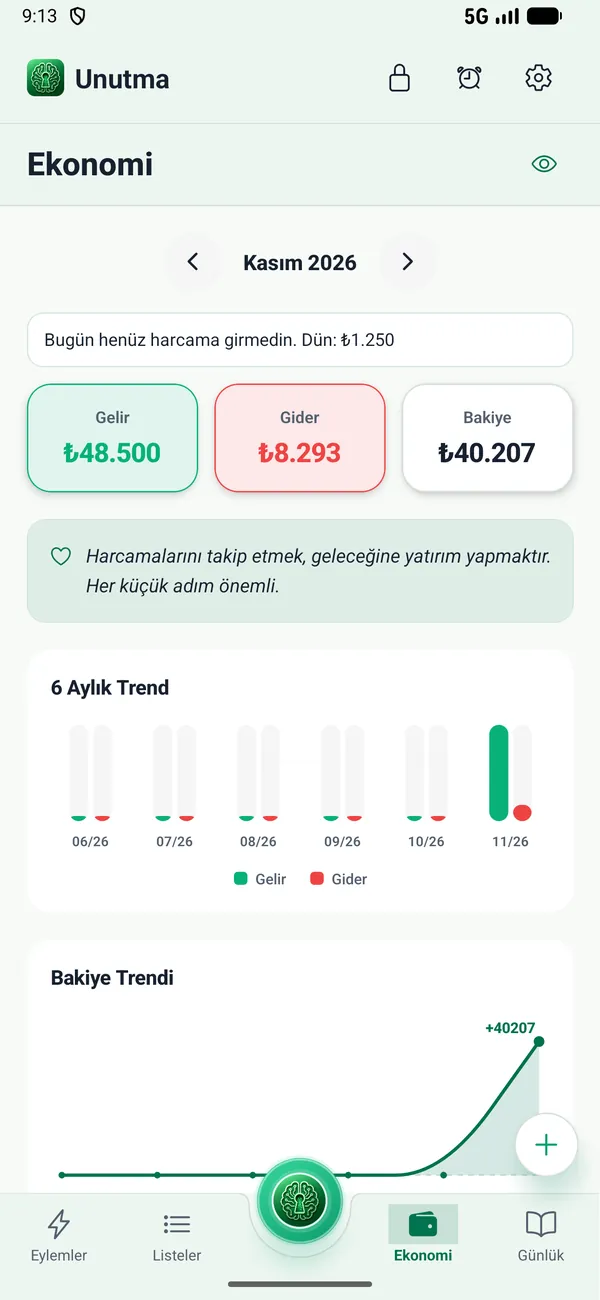 9:13
5G
Unutma
Ekonomi
Kasım 2026
Bugün henüz harcama girmedin. Dün: ₺1.250
Gelir
₺48.500
Gider
₺8.293
Bakiye
₺40.207
Harcamalarını takip etmek, geleceğine yatırım yapmaktır.
Her küçük adım önemli.
6 Aylık Trend
06/26 07/26 08/26 09/26 10/26 11/26
Gelir Gider
Bakiye Trendi
+40207
Eylemler Listeler Ekonomi Günlük